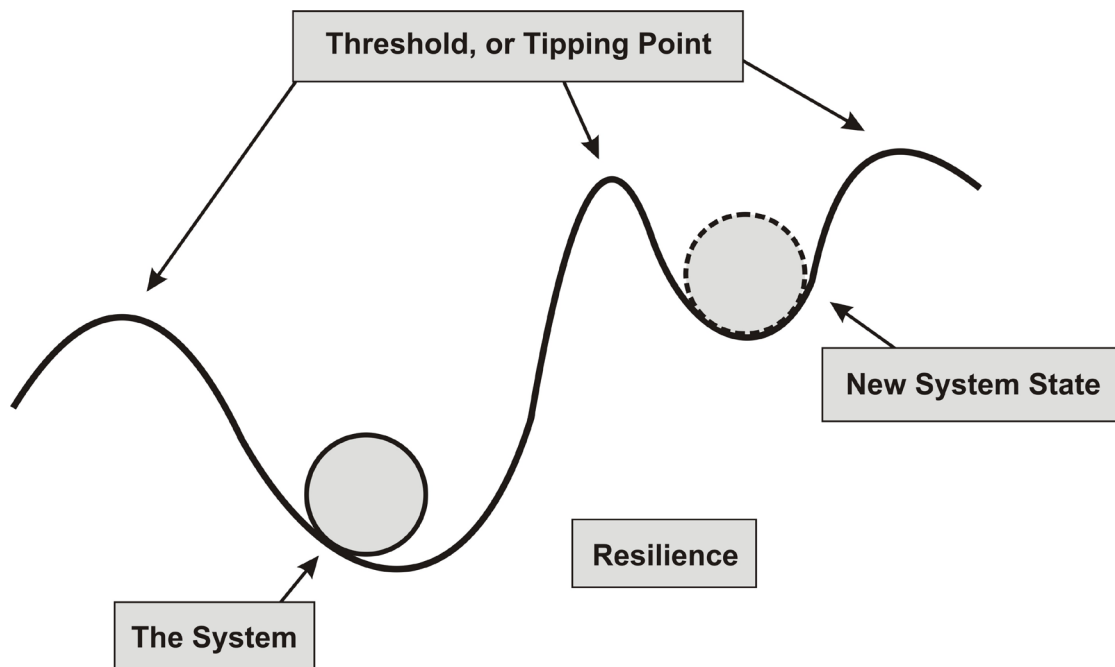 Threshold, or Tipping Point
New System State
Resilience
The System